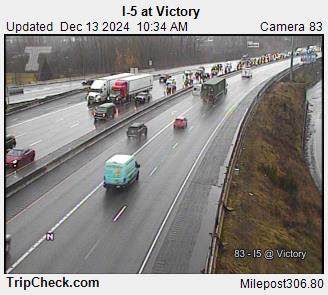 I-5 at Victory
Updated  Dec 13 2024  10:34 AM
Camera 83
T
N
83 - I5 @ Victory
TripCheck.com
Milepost306.80